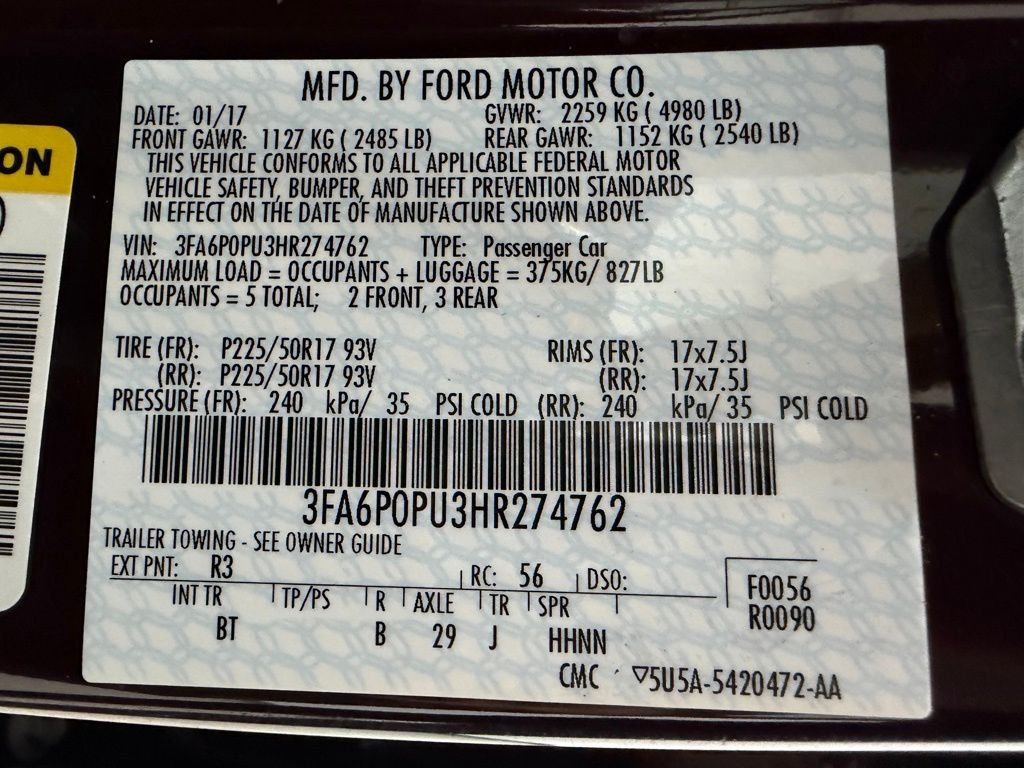 MFD. BY FORD MOTOR CO.
DATE: 01/17 GVWR: 2259 KG ( 4980 LB)
FRONT GAWR: 1127 KG ( 2485 LB) REAR GAWR: 1152 KG ( 2540 LB)
THIS VEHICLE CONFORMS TO ALL APPLICABLE FEDERAL MOTOR
VEHICLE SAFETY, BUMPER, AND THEFT PREVENTION STANDARDS
IN EFFECT ON THE DATE OF MANUFACTURE SHOWN ABOVE.
VIN: 3FA6P0PU3HR274762 TYPE: Passenger Car
MAXIMUM LOAD = OCCUPANTS + LUGGAGE = 375KG/ 827LB
OCCUPANTS = 5 TOTAL; 2 FRONT, 3 REAR
TIRE (FR): P225/50R17 93V RIMS (FR): 17x7.5J
(RR): P225/50R17 93V (RR): 17x7.5J
PRESSURE (FR): 240 kPa/ 35 PSI COLD (RR): 240 kPa/ 35 PSI COLD
3FA6P0PU3HR274762
TRAILER TOWING - SEE OWNER GUIDE
EXT PNT: R3 RC: 56 DSO:
INT TR TP/PS R AXLE TR SPR
BT B 29 J HHNN
F0056
R0090
CMC ▽5U5A-5420472-AA
ON